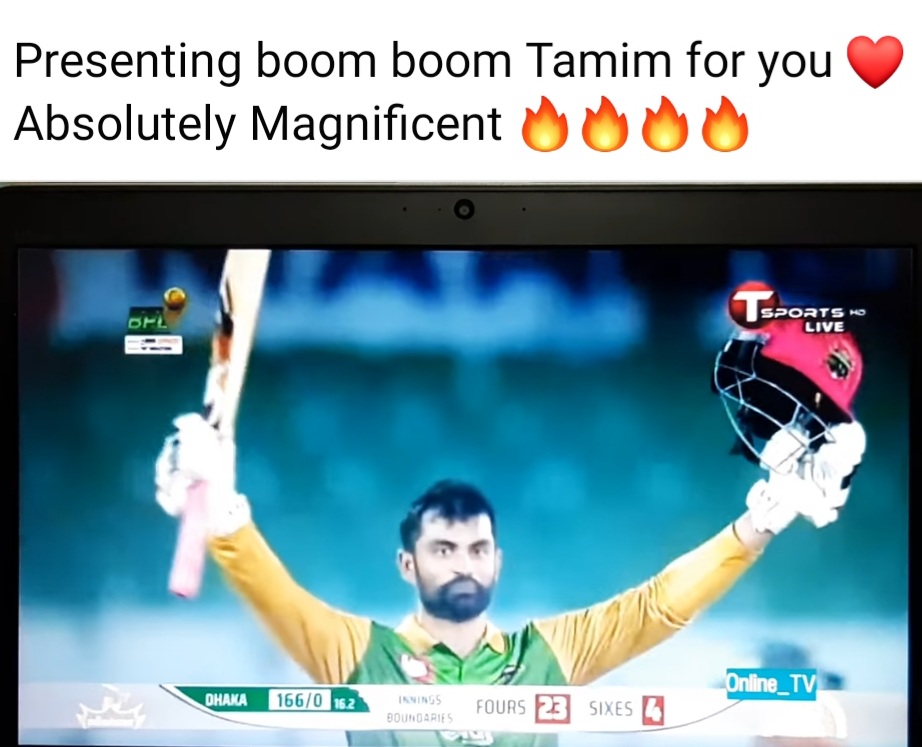 Presenting boom boom Tamim for you ❤️
Absolutely Magnificent 🔥🔥🔥🔥
BPL
T SPORTS HD
LIVE
Online_TV
DHAKA 166/0 16.2
INNINGS
BOUNDARIES
FOURS 23 SIXES 4